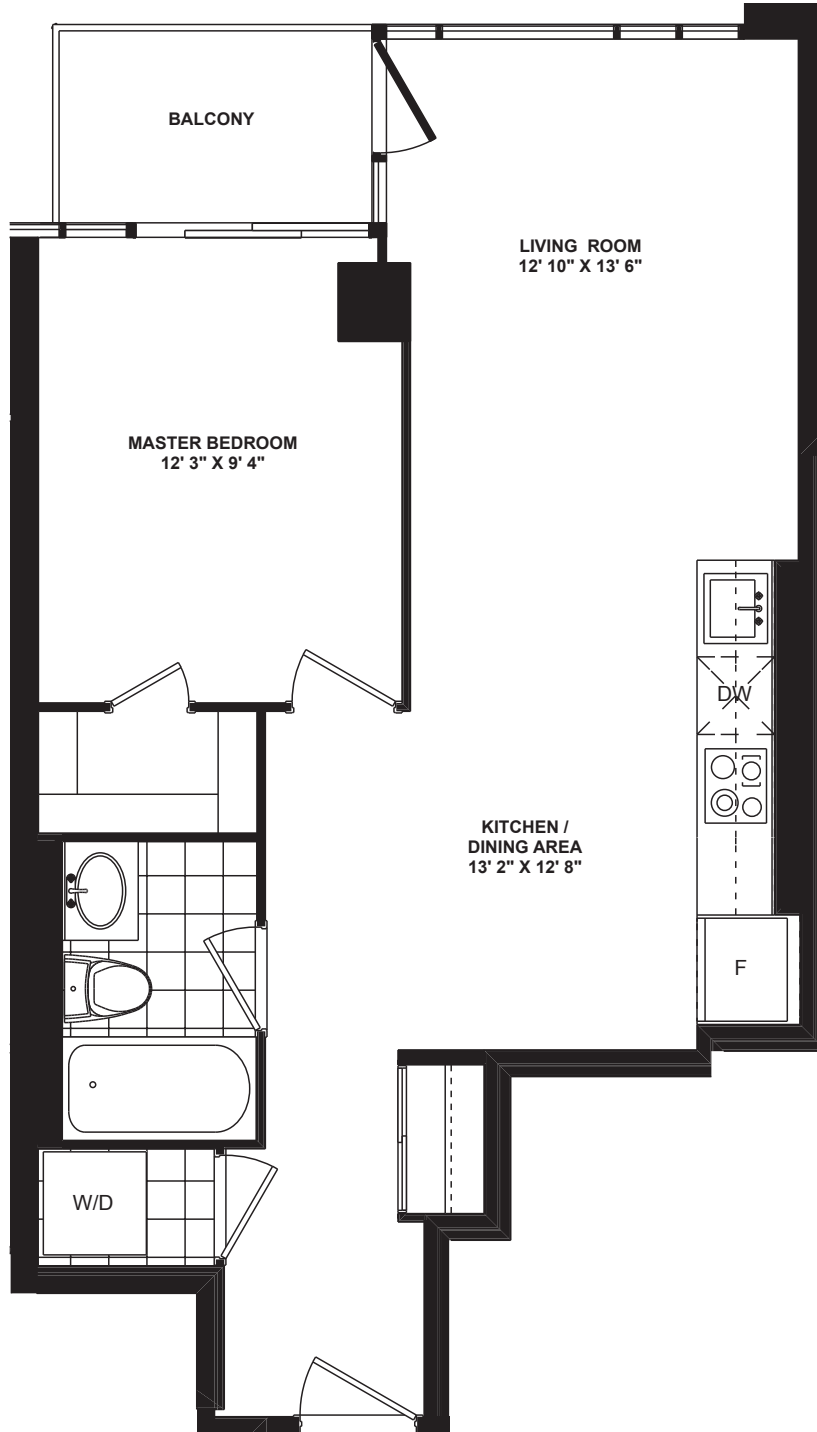 BALCONY
LIVING ROOM
12' 10" X 13' 6"
MASTER BEDROOM
12' 3" X 9' 4"
DW
KITCHEN /
DINING AREA
13' 2" X 12' 8"
F
W/D